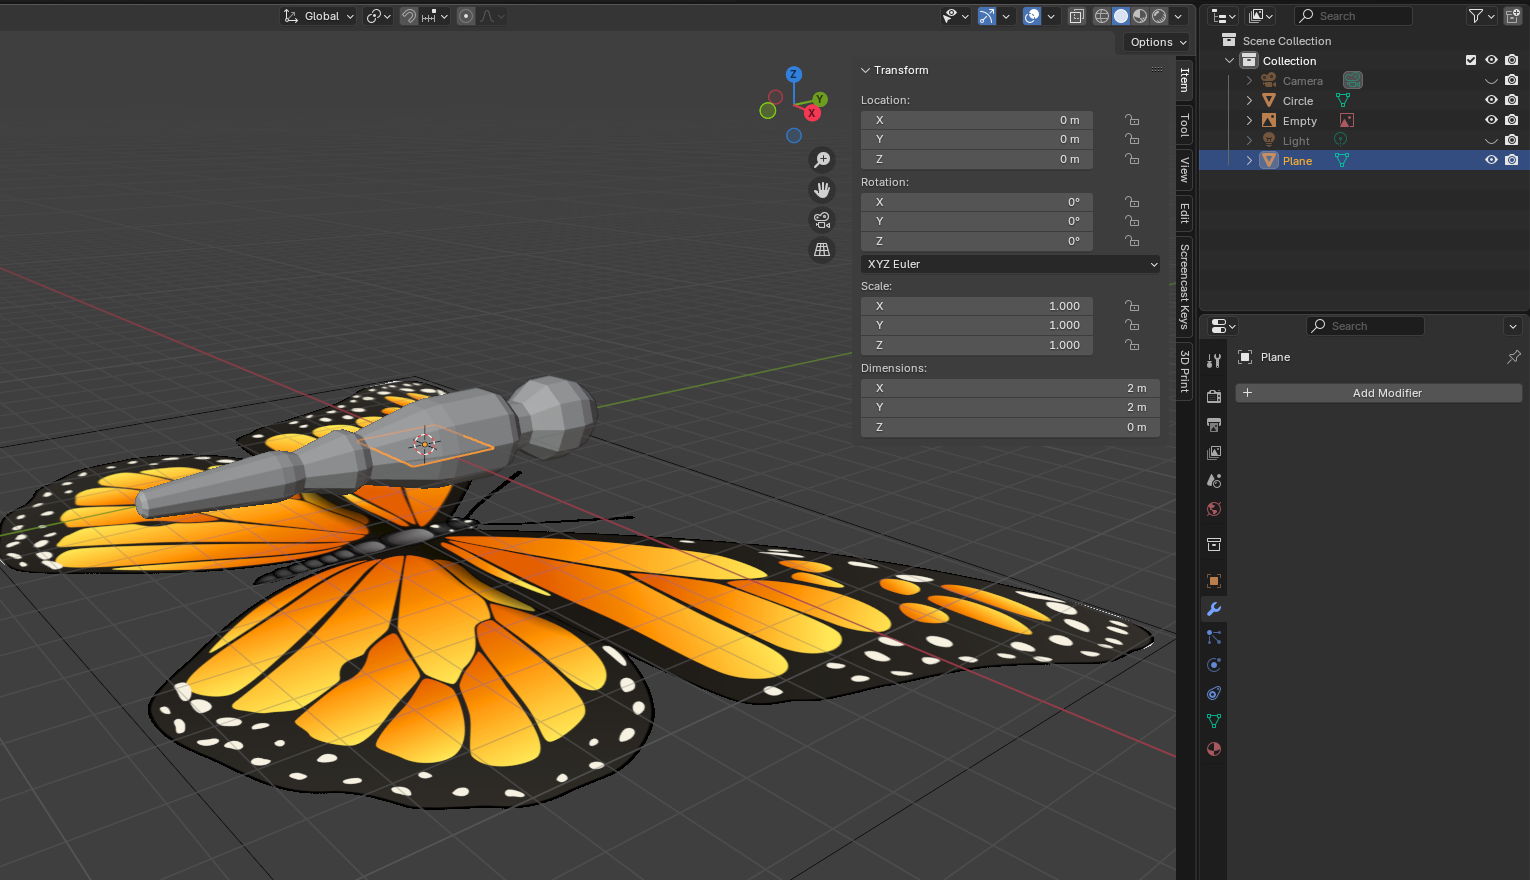 Global
Search
Options
Scene Collection
Collection
Camera
Circle
Empty
Light
Plane
Z
Y
X
Transform
Location:
X 0 m
Y 0 m
Z 0 m
Rotation:
X 0°
Y 0°
Z 0°
XYZ Euler
Scale:
X 1.000
Y 1.000
Z 1.000
Dimensions:
X 2 m
Y 2 m
Z 0 m
Item
Tool
View
Edit
Screencast Keys
3D Print
Search
Plane
+ Add Modifier